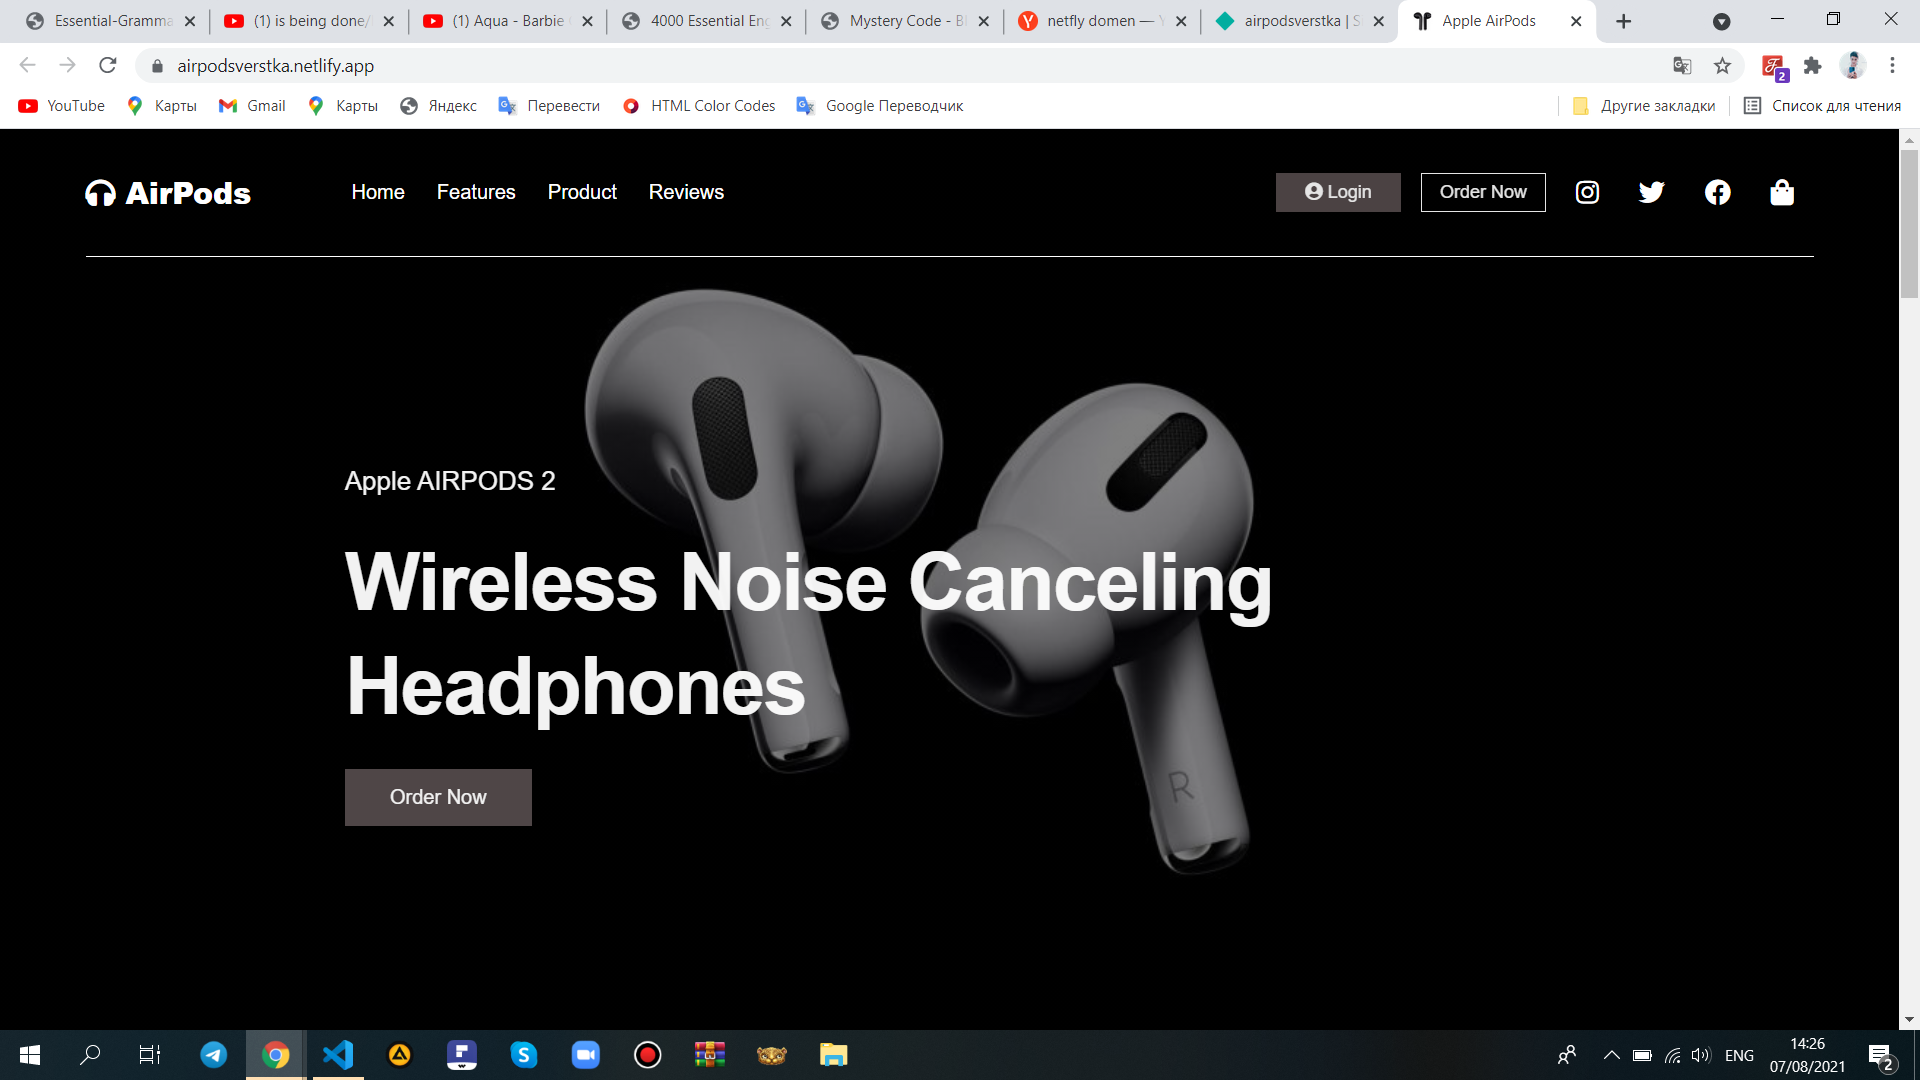 Essential-Gramma
(1) is being done/
(1) Aqua - Barbie
4000 Essential Eng
Mystery Code - B
netfly domen — Y
airpodsverstka | S
Apple AirPods
airpodsverstka.netlify.app
2
YouTube
Карты
Gmail
Карты
Яндекс
Перевести
HTML Color Codes
Google Переводчик
Другие закладки
Список для чтения
AirPods
Home
Features
Product
Reviews
Login
Order Now
Apple AIRPODS 2
Wireless Noise Canceling
Headphones
Order Now
R
ENG
14:26
07/08/2021
2